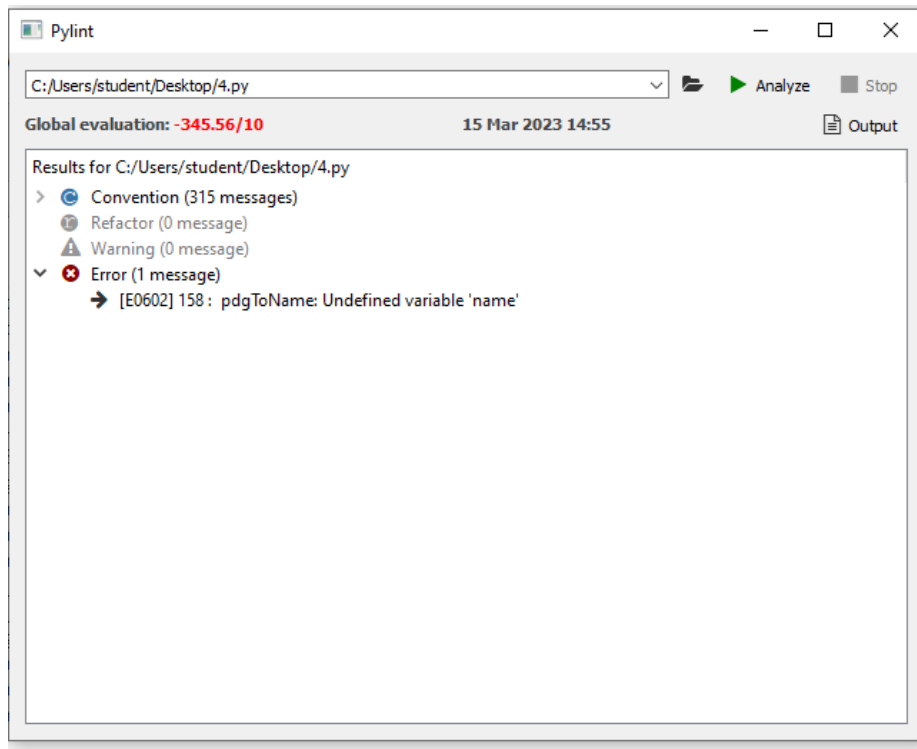 Pylint
C:/Users/student/Desktop/4.py
Analyze
Stop
Global evaluation: -345.56/10
15 Mar 2023 14:55
Output
Results for C:/Users/student/Desktop/4.py
Convention (315 messages)
Refactor (0 message)
Warning (0 message)
Error (1 message)
[E0602] 158 : pdgToName: Undefined variable 'name'